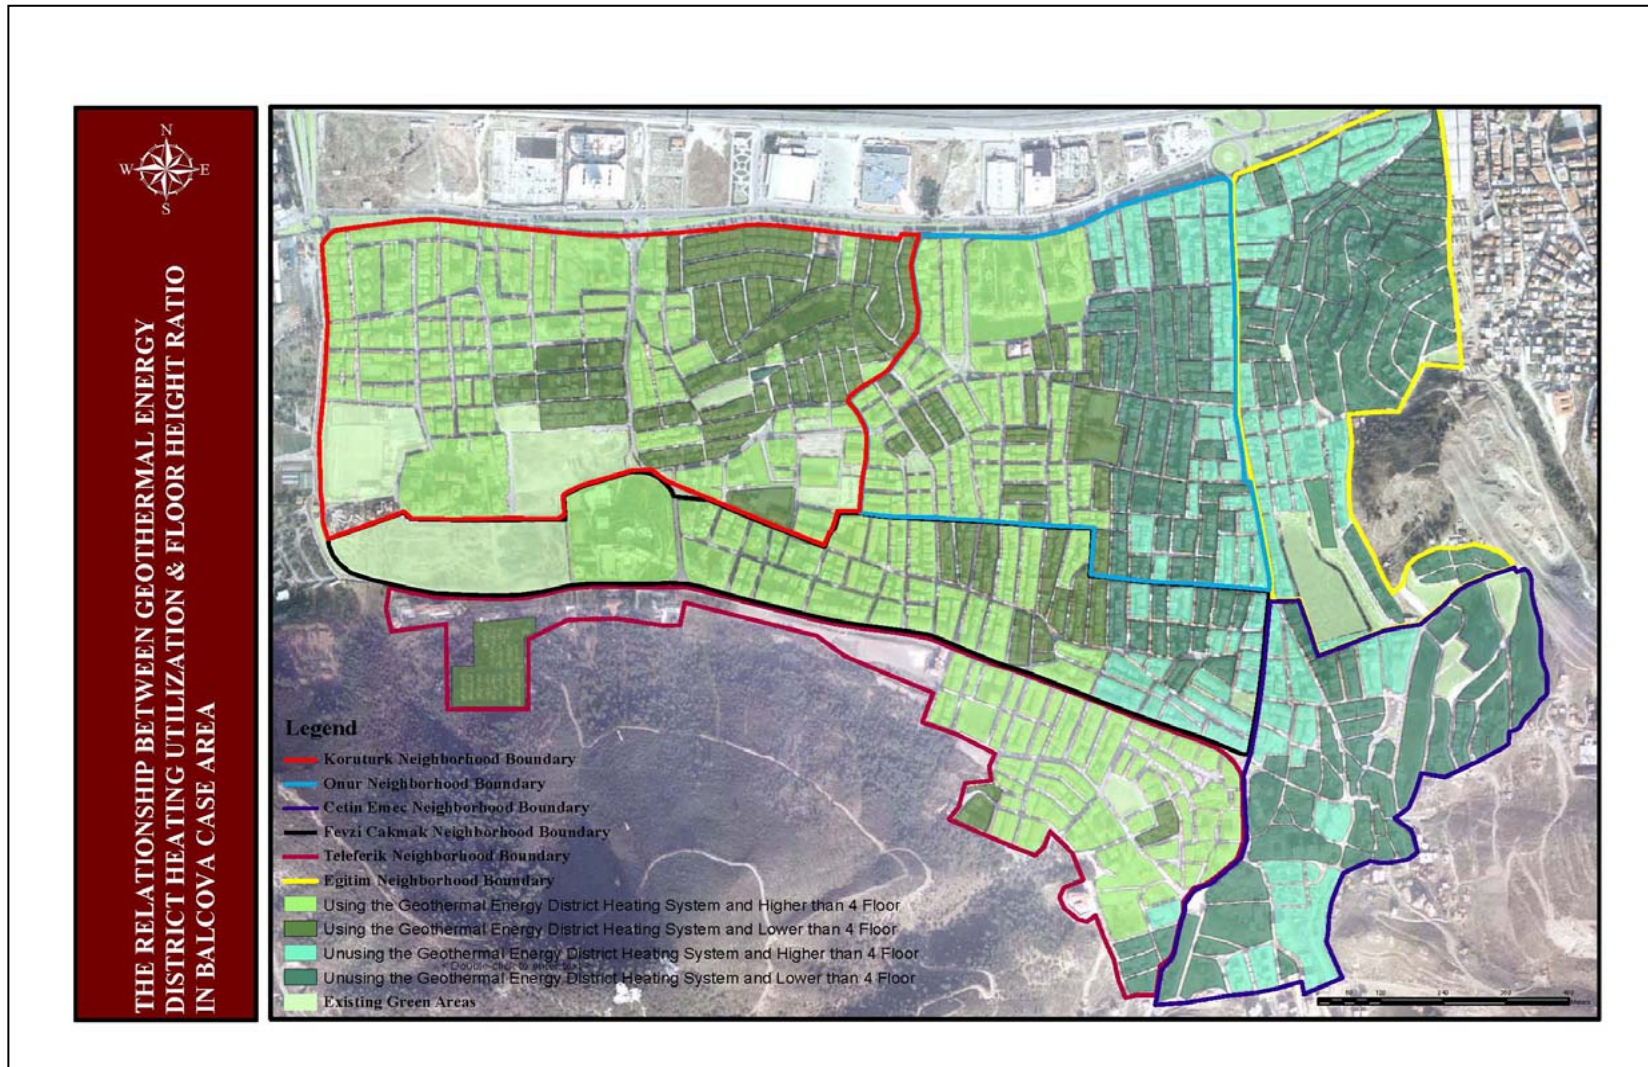 THE RELATIONSHIP BETWEEN GEOTHERMAL ENERGY
DISTRICT HEATING UTILIZATION & FLOOR HEIGHT RATIO
IN BALCOVA CASE AREA
N
W E
S
Legend
Koruturk Neighborhood Boundary
Onur Neighborhood Boundary
Cetin Emec Neighborhood Boundary
Fevzi Cakmak Neighborhood Boundary
Teleferik Neighborhood Boundary
Egitim Neighborhood Boundary
Using the Geothermal Energy District Heating System and Higher than 4 Floor
Using the Geothermal Energy District Heating System and Lower than 4 Floor
Unusing the Geothermal Energy District Heating System and Higher than 4 Floor
Unusing the Geothermal Energy District Heating System and Lower than 4 Floor
Existing Green Areas